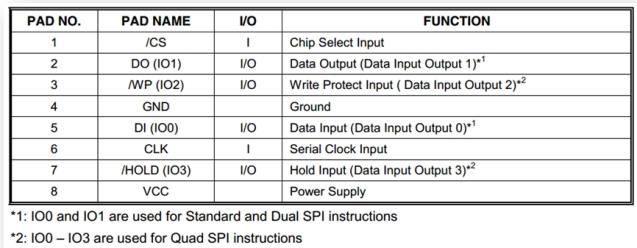 PAD NO. PAD NAME I/O FUNCTION
1 /CS I Chip Select Input
2 DO (IO1) I/O Data Output (Data Input Output 1)*1
3 /WP (IO2) I/O Write Protect Input ( Data Input Output 2)*2
4 GND Ground
5 DI (IO0) I/O Data Input (Data Input Output 0)*1
6 CLK I Serial Clock Input
7 /HOLD (IO3) I/O Hold Input (Data Input Output 3)*2
8 VCC Power Supply
*1: IO0 and IO1 are used for Standard and Dual SPI instructions
*2: IO0 – IO3 are used for Quad SPI instructions